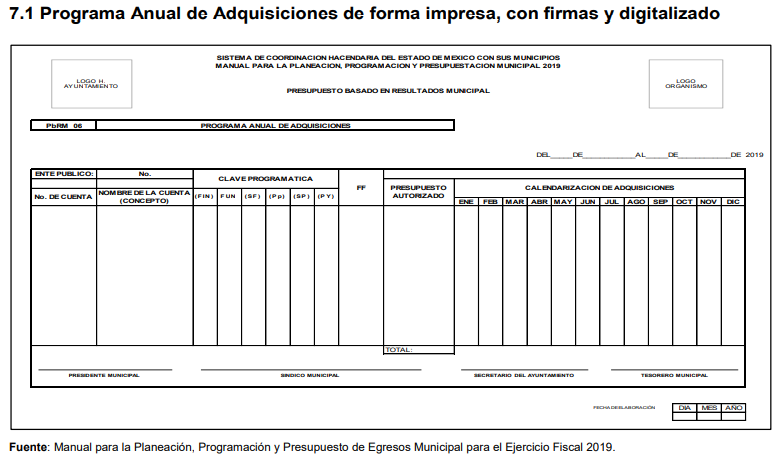 7.1 Programa Anual de Adquisiciones de forma impresa, con firmas y digitalizado
SISTEMA DE COORDINACION HACENDARIA DEL ESTADO DE MEXICO CON SUS MUNICIPIOS
MANUAL PARA LA PLANEACION, PROGRAMACION Y PRESUPUESTACION MUNICIPAL 2019
LOGO H.
AYUNTAMIENTO
LOGO
ORGANISMO
PRESUPUESTO BASADO EN RESULTADOS MUNICIPAL
PbRM 06 PROGRAMA ANUAL DE ADQUISICIONES
DEL_____DE____________AL_____DE____________DE 2019
ENTE PUBLICO: No.
CLAVE PROGRAMATICA
FF
PRESUPUESTO
AUTORIZADO
CALENDARIZACION DE ADQUISICIONES
No. DE CUENTA
NOMBRE DE LA CUENTA
(CONCEPTO)
(FIN) FUN (SF) (Pp) (SP) (PY)
ENE FEB MAR ABR MAY JUN JUL AGO SEP OCT NOV DIC
TOTAL:
PRESIDENTE MUNICIPAL SINDICO MUNICIPAL SECRETARIO DEL AYUNTAMIENTO TESORERO MUNICIPAL
FECHA DE ELABORACIÓN DIA MES AÑO
Fuente: Manual para la Planeación, Programación y Presupuesto de Egresos Municipal para el Ejercicio Fiscal 2019.